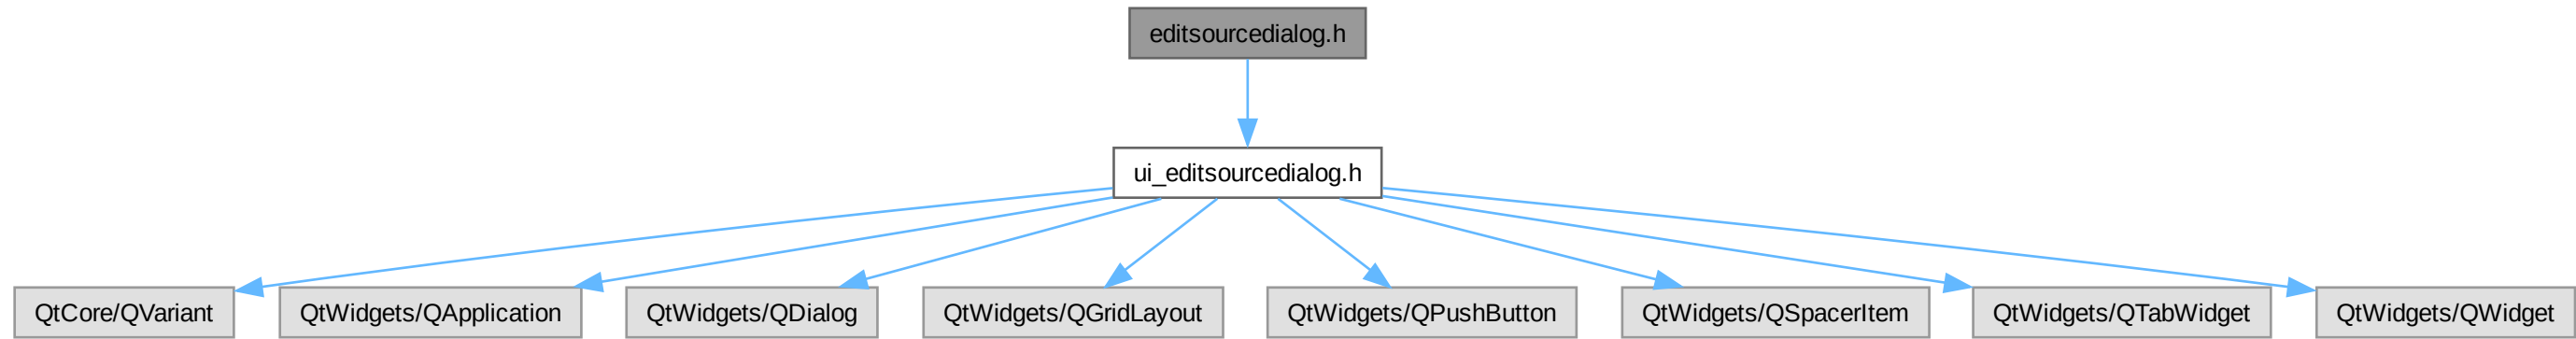 editsourcedialog.h
ui_editsourcedialog.h
QtCore/QVariant
QtWidgets/QApplication
QtWidgets/QDialog
QtWidgets/QGridLayout
QtWidgets/QPushButton
QtWidgets/QSpacerItem
QtWidgets/QTabWidget
QtWidgets/QWidget